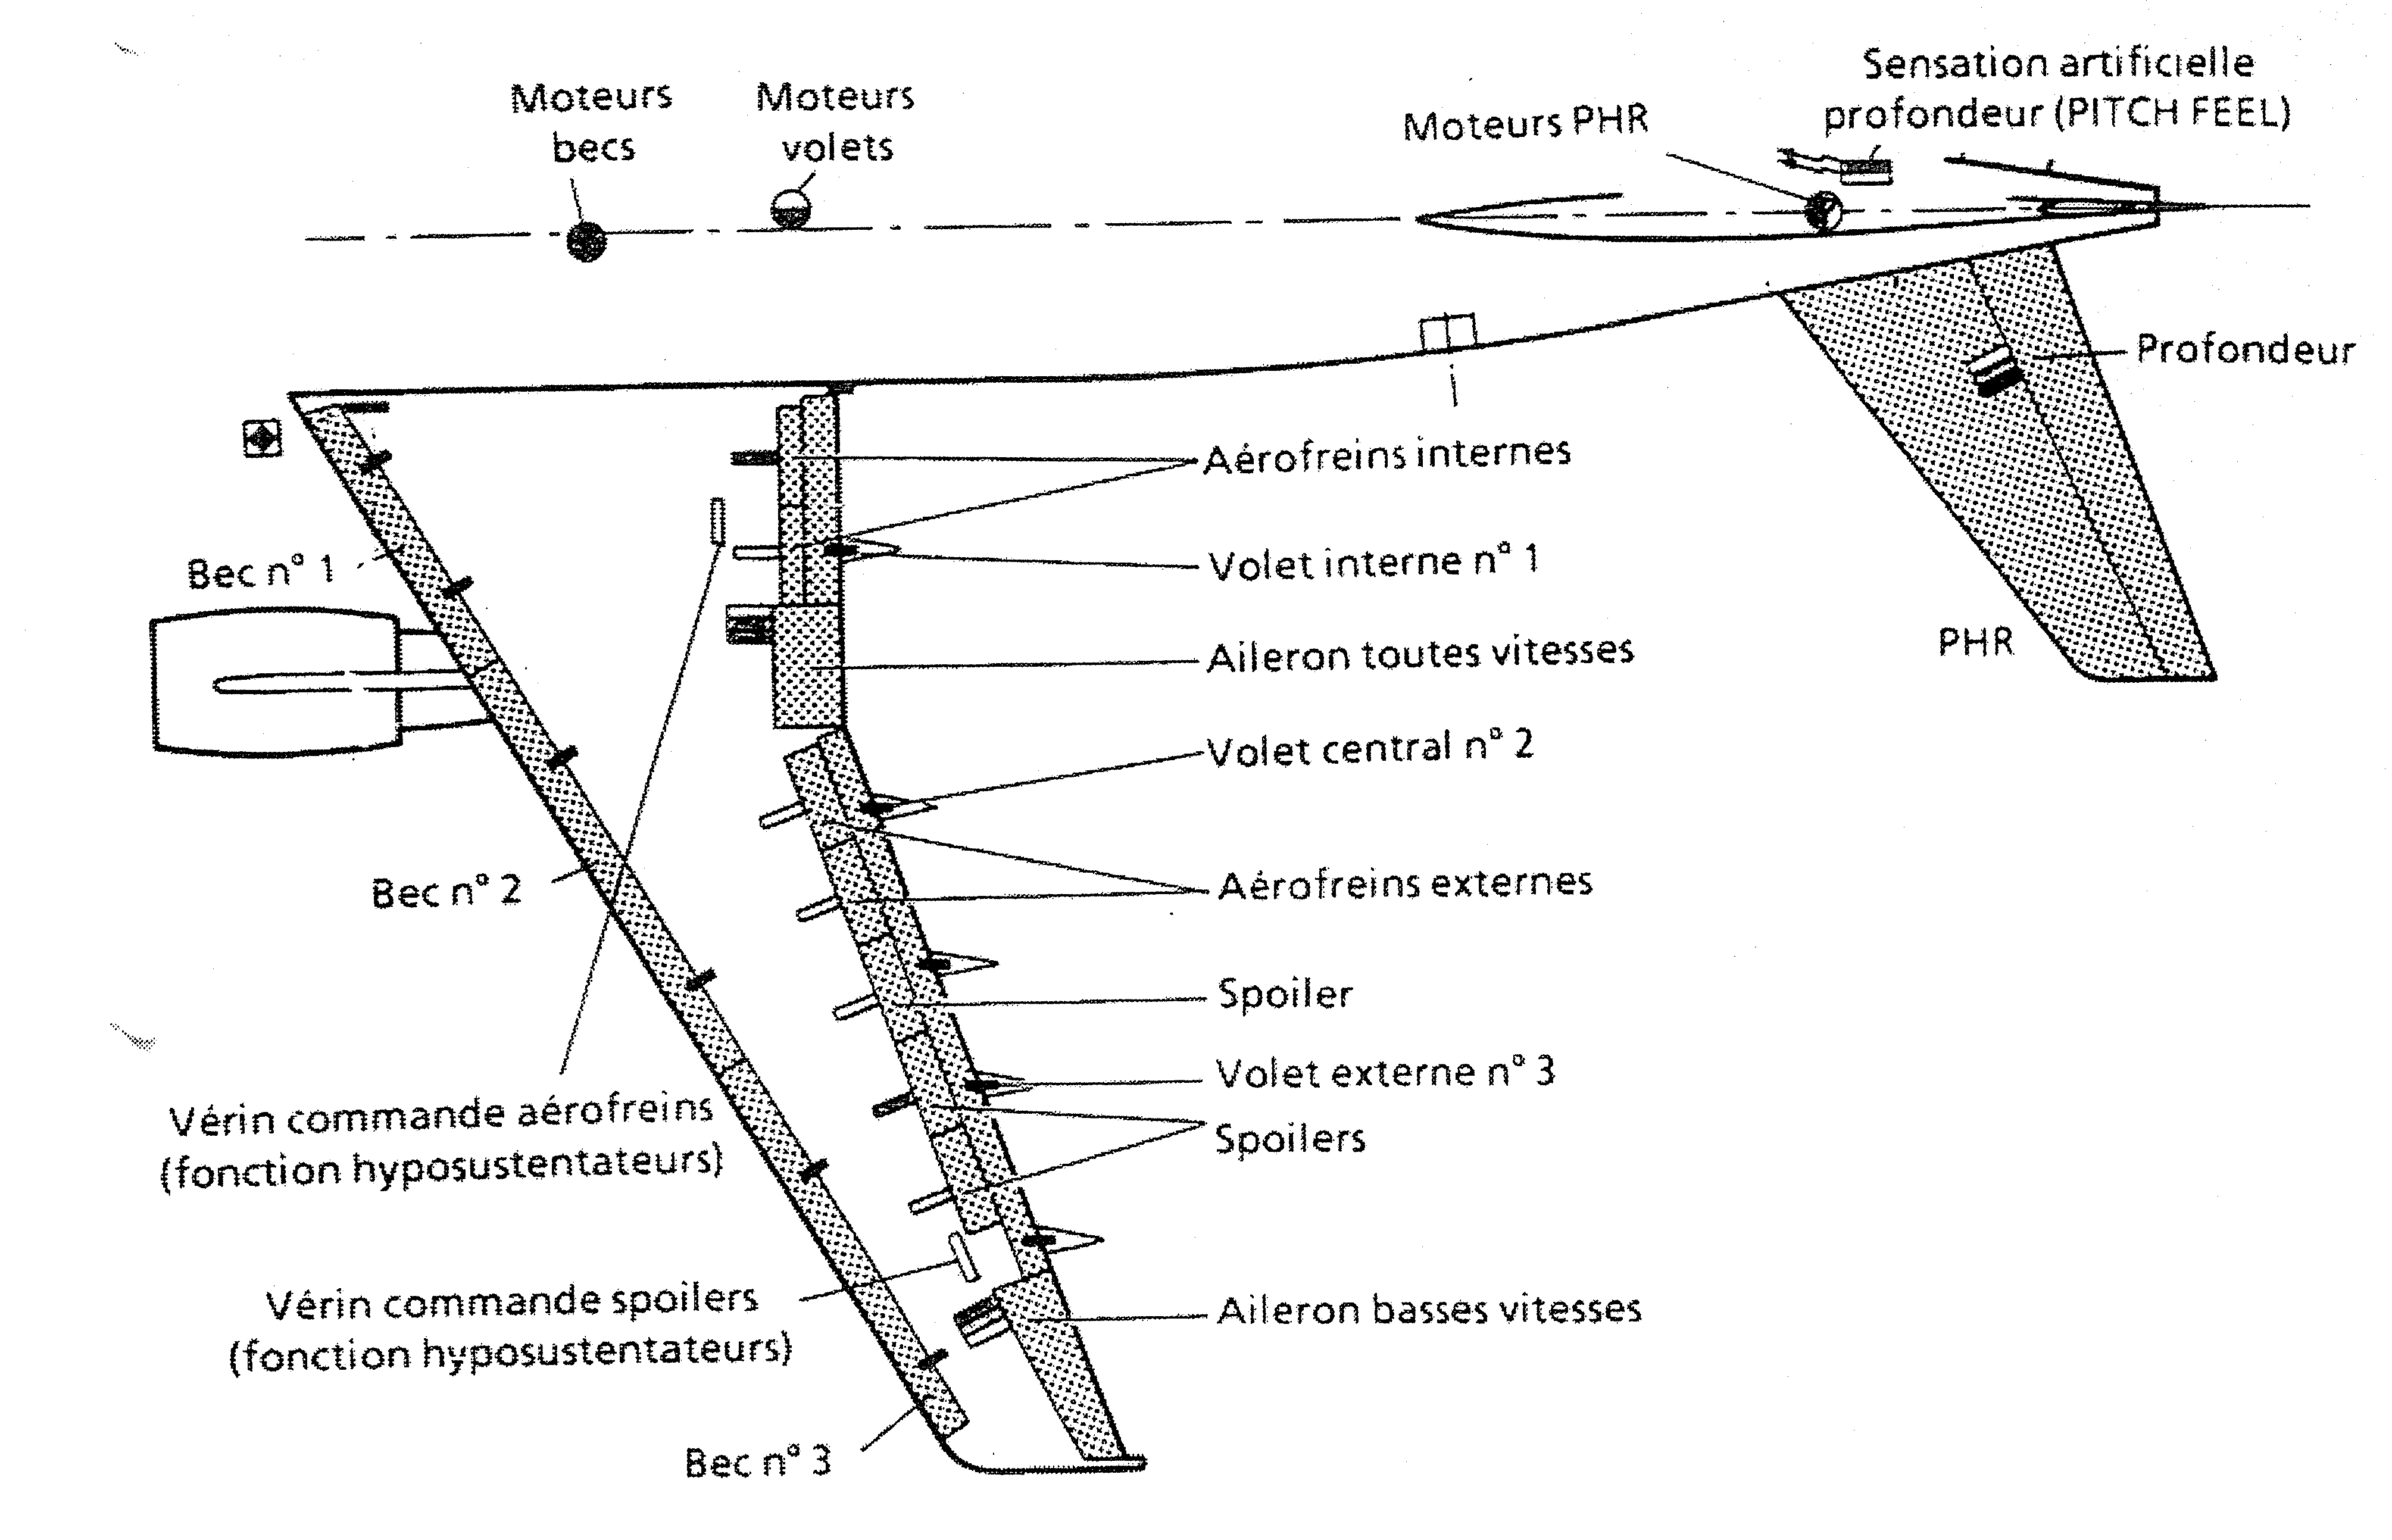 Moteurs
becs
Moteurs
volets
Moteurs PHR
Sensation artificielle
profondeur (PITCH FEEL)
Profondeur
PHR
Aérofreins internes
Volet interne n° 1
Aileron toutes vitesses
Volet central n° 2
Aérofreins externes
Spoiler
Volet externe n° 3
Spoilers
Aileron basses vitesses
Bec n° 1
Bec n° 2
Vérin commande aérofreins
(fonction hyposustentateurs)
Vérin commande spoilers
(fonction hyposustentateurs)
Bec n° 3